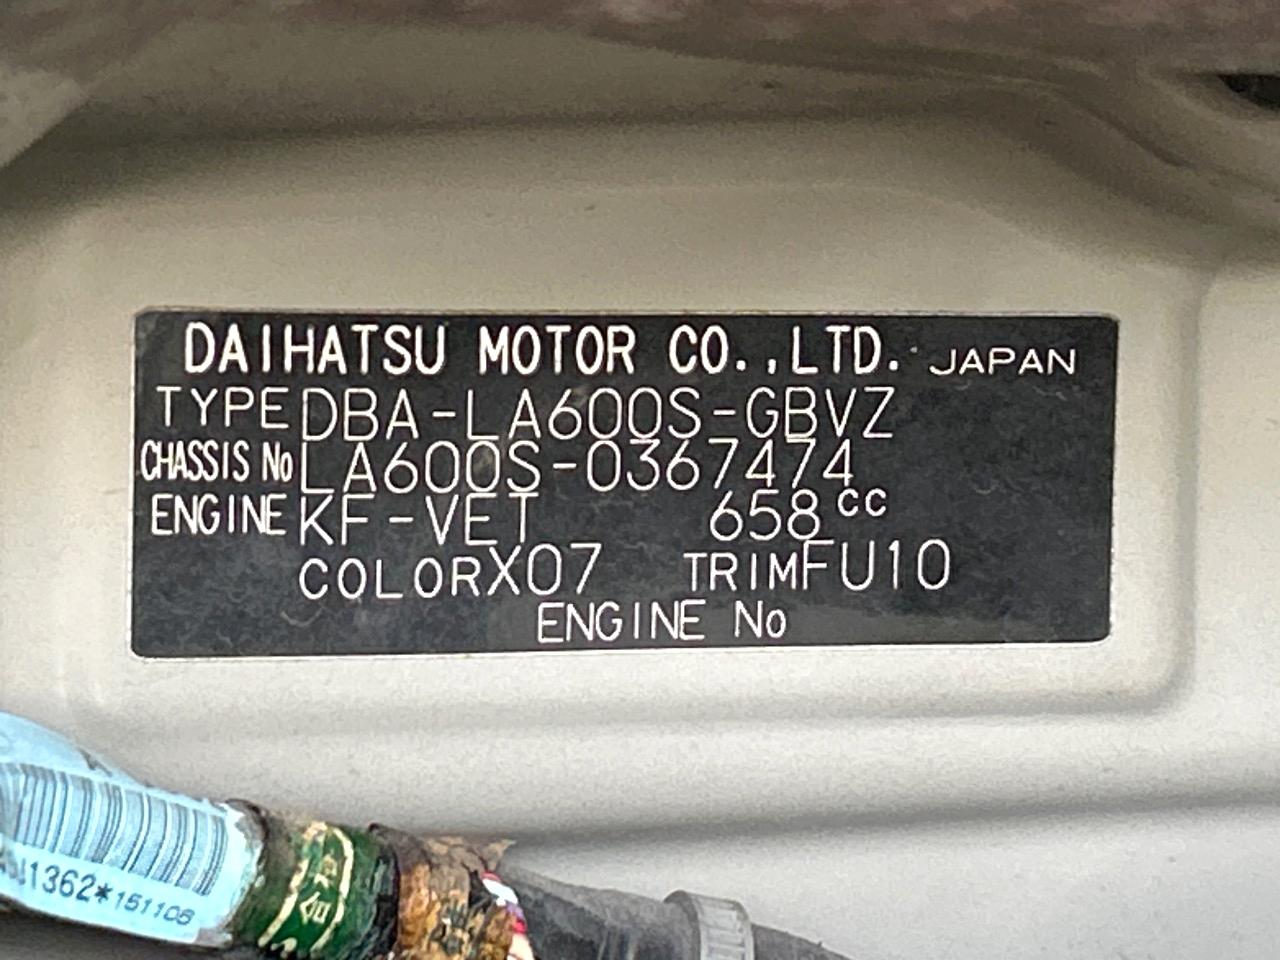 DAIHATSU MOTOR CO.,LTD. JAPAN
TYPE DBA-LA600S-GBVZ
CHASSIS No LA600S-0367474
ENGINE KF-VET 658cc
COLOR X07 TRIM FU10
ENGINE No
1362*151106